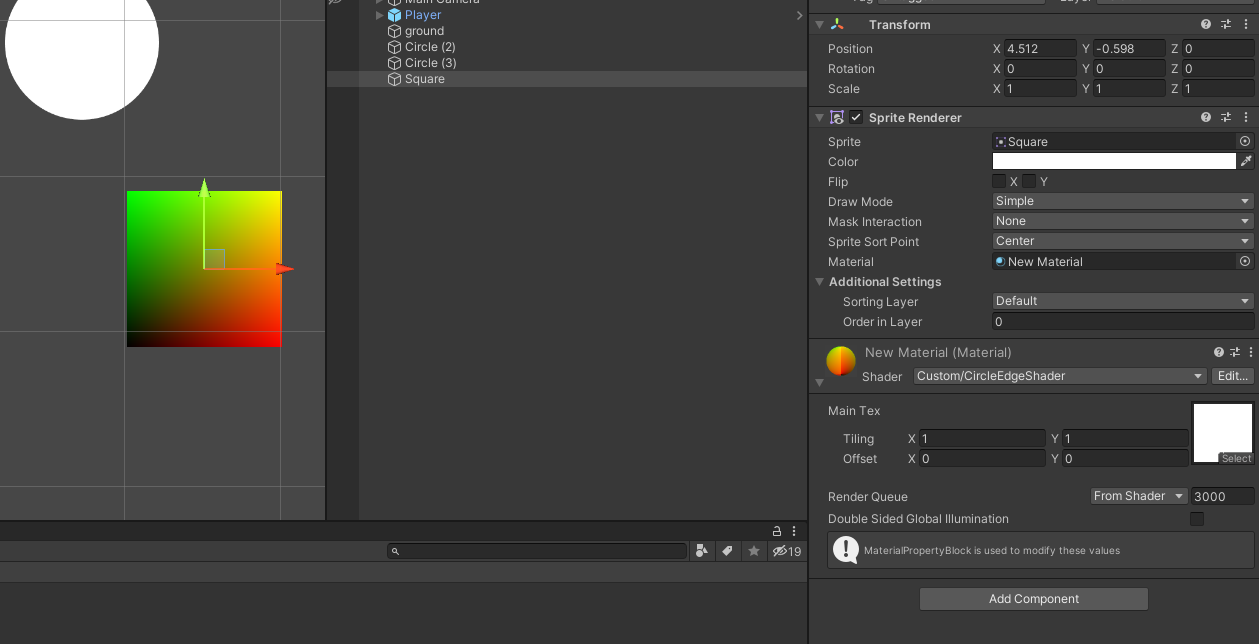 Main Camera
Player
ground
Circle (2)
Circle (3)
Square
19
Transform
Position X 4.512 Y -0.598 Z 0
Rotation X 0 Y 0 Z 0
Scale X 1 Y 1 Z 1
Sprite Renderer
Sprite Square
Color
Flip X Y
Draw Mode Simple
Mask Interaction None
Sprite Sort Point Center
Material New Material
Additional Settings
Sorting Layer Default
Order in Layer 0
New Material (Material)
Shader Custom/CircleEdgeShader Edit...
Main Tex
Tiling X 1 Y 1
Offset X 0 Y 0
Select
Render Queue From Shader 3000
Double Sided Global Illumination
MaterialPropertyBlock is used to modify these values
Add Component